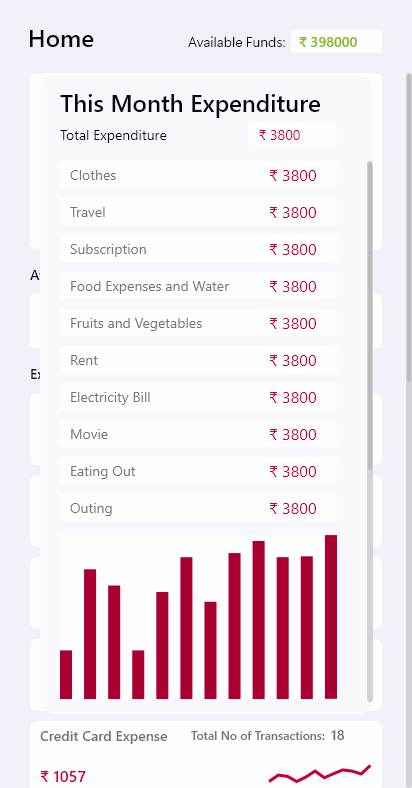 Home
Available Funds: ₹ 398000
This Month Expenditure
Total Expenditure ₹ 3800
Clothes ₹ 3800
Travel ₹ 3800
Subscription ₹ 3800
Food Expenses and Water ₹ 3800
Fruits and Vegetables ₹ 3800
Rent ₹ 3800
Electricity Bill ₹ 3800
Movie ₹ 3800
Eating Out ₹ 3800
Outing ₹ 3800
Credit Card Expense Total No of Transactions: 18
₹ 1057